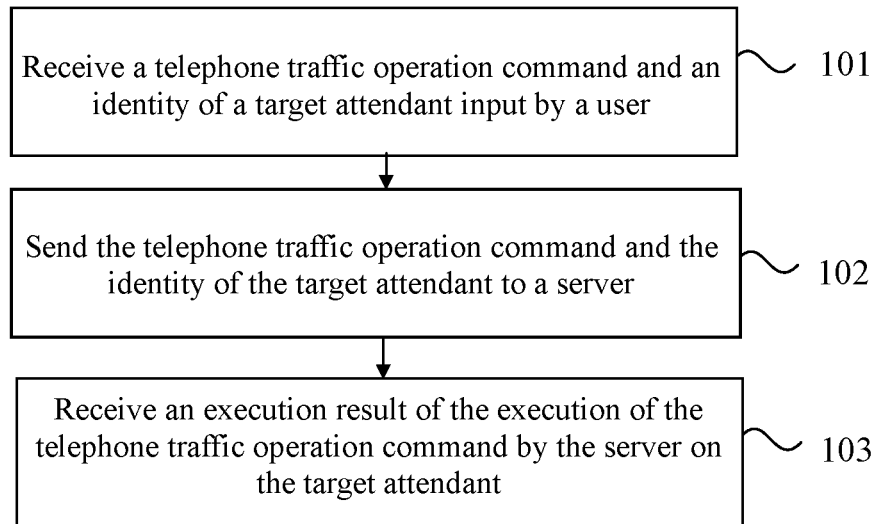 Receive a telephone traffic operation command and an
identity of a target attendant input by a user
101
Send the telephone traffic operation command and the
identity of the target attendant to a server
102
Receive an execution result of the execution of the
telephone traffic operation command by the server on
the target attendant
103